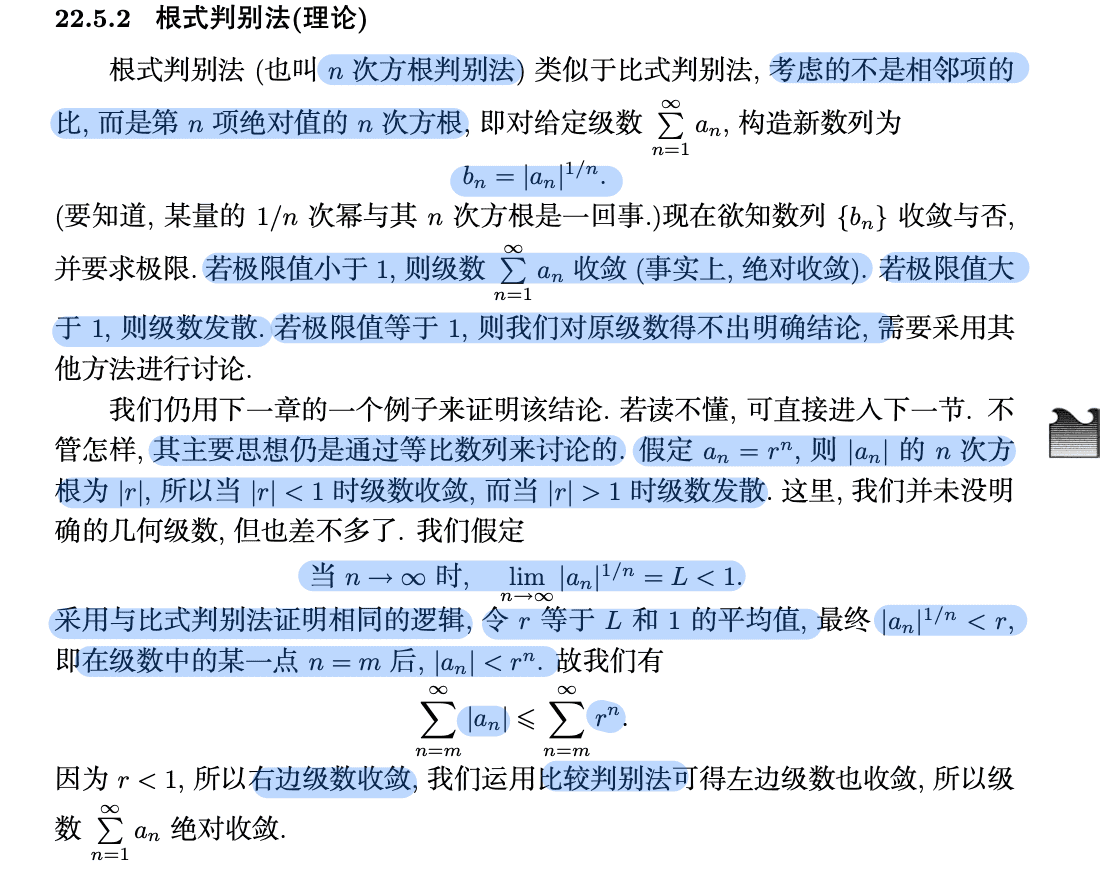 22.5.2 根式判别法(理论)
根式判别法 (也叫 n 次方根判别法) 类似于比式判别法, 考虑的不是相邻项的
比, 而是第 n 项绝对值的 n 次方根, 即对给定级数 $\sum_{n=1}^{\infty} a_n$, 构造新数列为
$b_n = |a_n|^{1/n}.$
(要知道, 某量的 1/n 次幂与其 n 次方根是一回事.)现在欲知数列 {$b_n$} 收敛与否,
并要求极限. 若极限值小于 1, 则级数 $\sum_{n=1}^{\infty} a_n$ 收敛 (事实上, 绝对收敛). 若极限值大
于 1, 则级数发散. 若极限值等于 1, 则我们对原级数得不出明确结论, 需要采用其
他方法进行讨论.
我们仍用下一章的一个例子来证明该结论. 若读不懂, 可直接进入下一节. 不
管怎样, 其主要思想仍是通过等比数列来讨论的. 假定 $a_n = r^n$, 则 $|a_n|$ 的 n 次方
根为 |r|, 所以当 |r| < 1 时级数收敛, 而当 |r| > 1 时级数发散. 这里, 我们并未没明
确的几何级数, 但也差不多了. 我们假定
当 n → ∞ 时, $\lim_{n\to\infty} |a_n|^{1/n} = L < 1.$
采用与比式判别法证明相同的逻辑, 令 r 等于 L 和 1 的平均值, 最终 $|a_n|^{1/n} < r$,
即在级数中的某一点 n = m 后, $|a_n| < r^n$. 故我们有
$\sum_{n=m}^{\infty} |a_n| \leqslant \sum_{n=m}^{\infty} r^n.$
因为 r < 1, 所以右边级数收敛, 我们运用比较判别法可得左边级数也收敛, 所以级
数 $\sum_{n=1}^{\infty} a_n$ 绝对收敛.